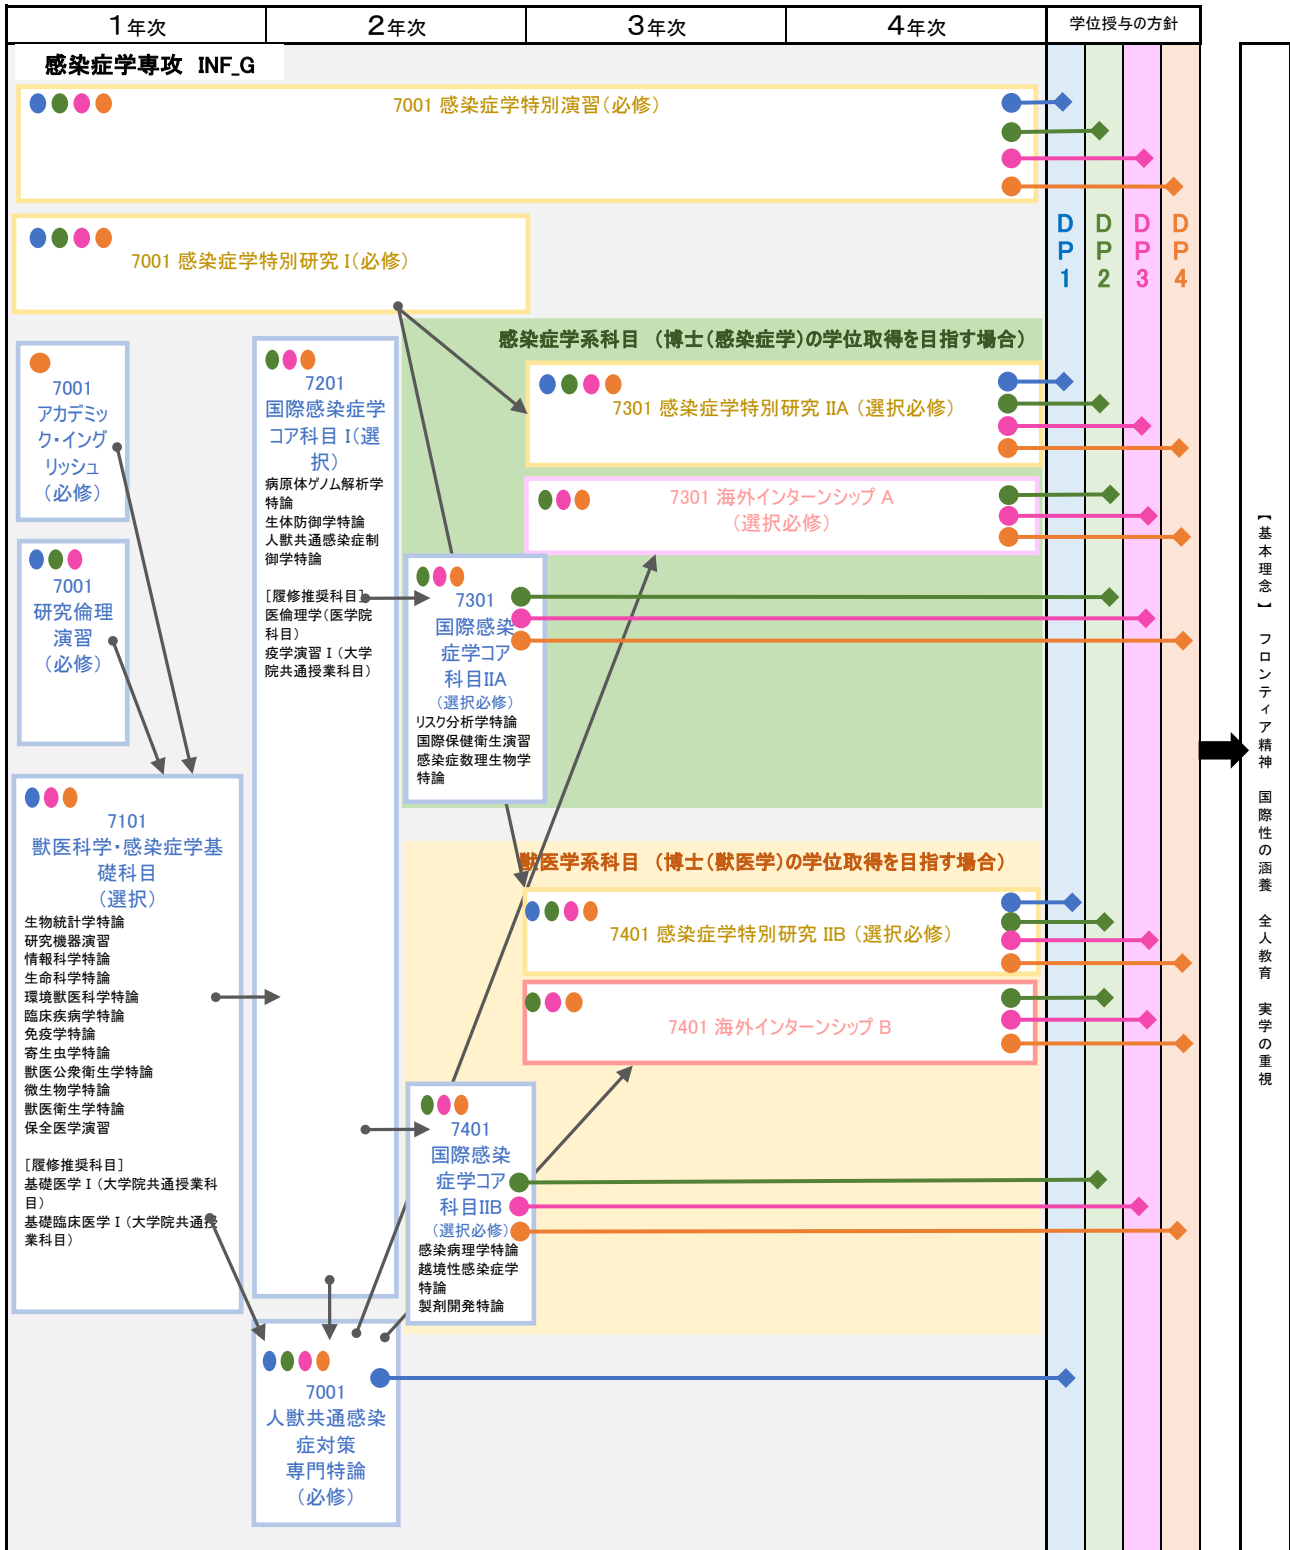 1年次
2年次
3年次
4年次
学位授与の方針
感染症学専攻 INF_G
7001 感染症学特別演習(必修)
7001 感染症学特別研究 I(必修)
DP1
DP2
DP3
DP4
感染症学系科目 (博士(感染症学)の学位取得を目指す場合)
7301 感染症学特別研究 IIA (選択必修)
7301 海外インターンシップ A
(選択必修)
7001
アカデミッ
ク・イング
リッシュ
(必修)
7001
研究倫理
演習
(必修)
7201
国際感染症学
コア科目 I(選
択)
病原体ゲノム解析学
特論
生体防御学特論
人獣共通感染症制
御学特論
[履修推奨科目]
医倫理学(医学院
科目)
疫学演習 I (大学
院共通授業科目)
7301
国際感染
症学コア
科目IIA
(選択必修)
リスク分析学特論
国際保健衛生演習
感染症数理生物学
特論
7101
獣医科学・感染症学基
礎科目
(選択)
生物統計学特論
研究機器演習
情報科学特論
生命科学特論
環境獣医科学特論
臨床疾病学特論
免疫学特論
寄生虫学特論
獣医公衆衛生学特論
微生物学特論
獣医衛生学特論
保全医学演習
[履修推奨科目]
基礎医学 I (大学院共通授業科
目)
基礎臨床医学 I (大学院共通授
業科目)
獣医学系科目 (博士(獣医学)の学位取得を目指す場合)
7401 感染症学特別研究 IIB (選択必修)
7401 海外インターンシップ B
7401
国際感染
症学コア
科目IIB
(選択必修)
感染病理学特論
越境性感染症学
特論
製剤開発特論
7001
人獣共通感染
症対策
専門特論
(必修)
【基本理念】 フロンティア精神 国際性の涵養 全人教育 実学の重視